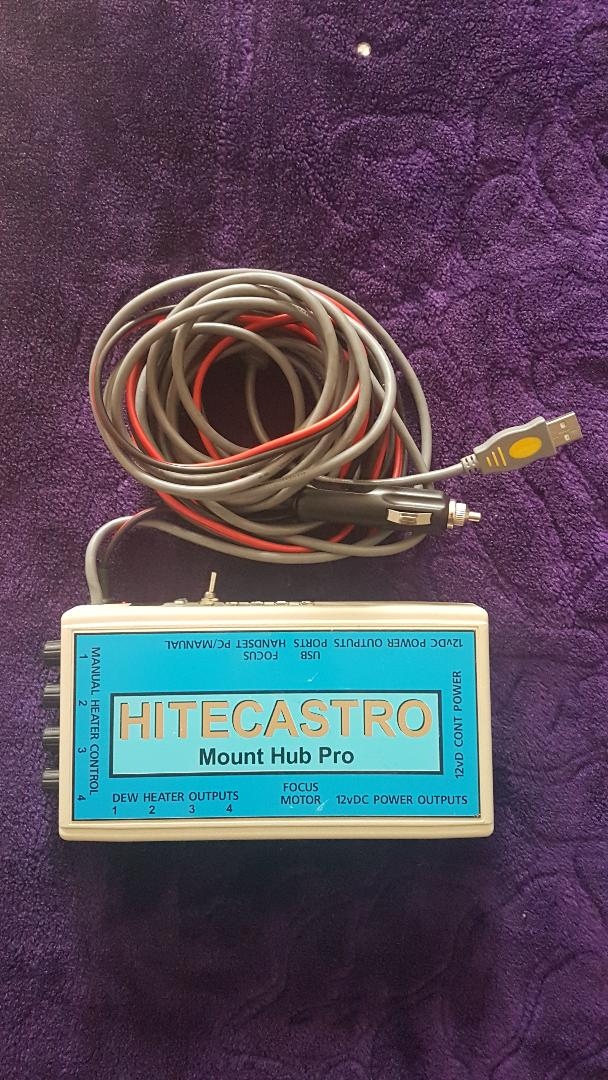 12vDC POWER OUTPUTS
USB PORTS
FOCUS HANDSET
PC/MANUAL
MANUAL HEATER CONTROL
1
2
3
4
HITECASTRO
Mount Hub Pro
12vD CONT POWER
DEW HEATER OUTPUTS
1 2 3 4
FOCUS
MOTOR
12vDC POWER OUTPUTS